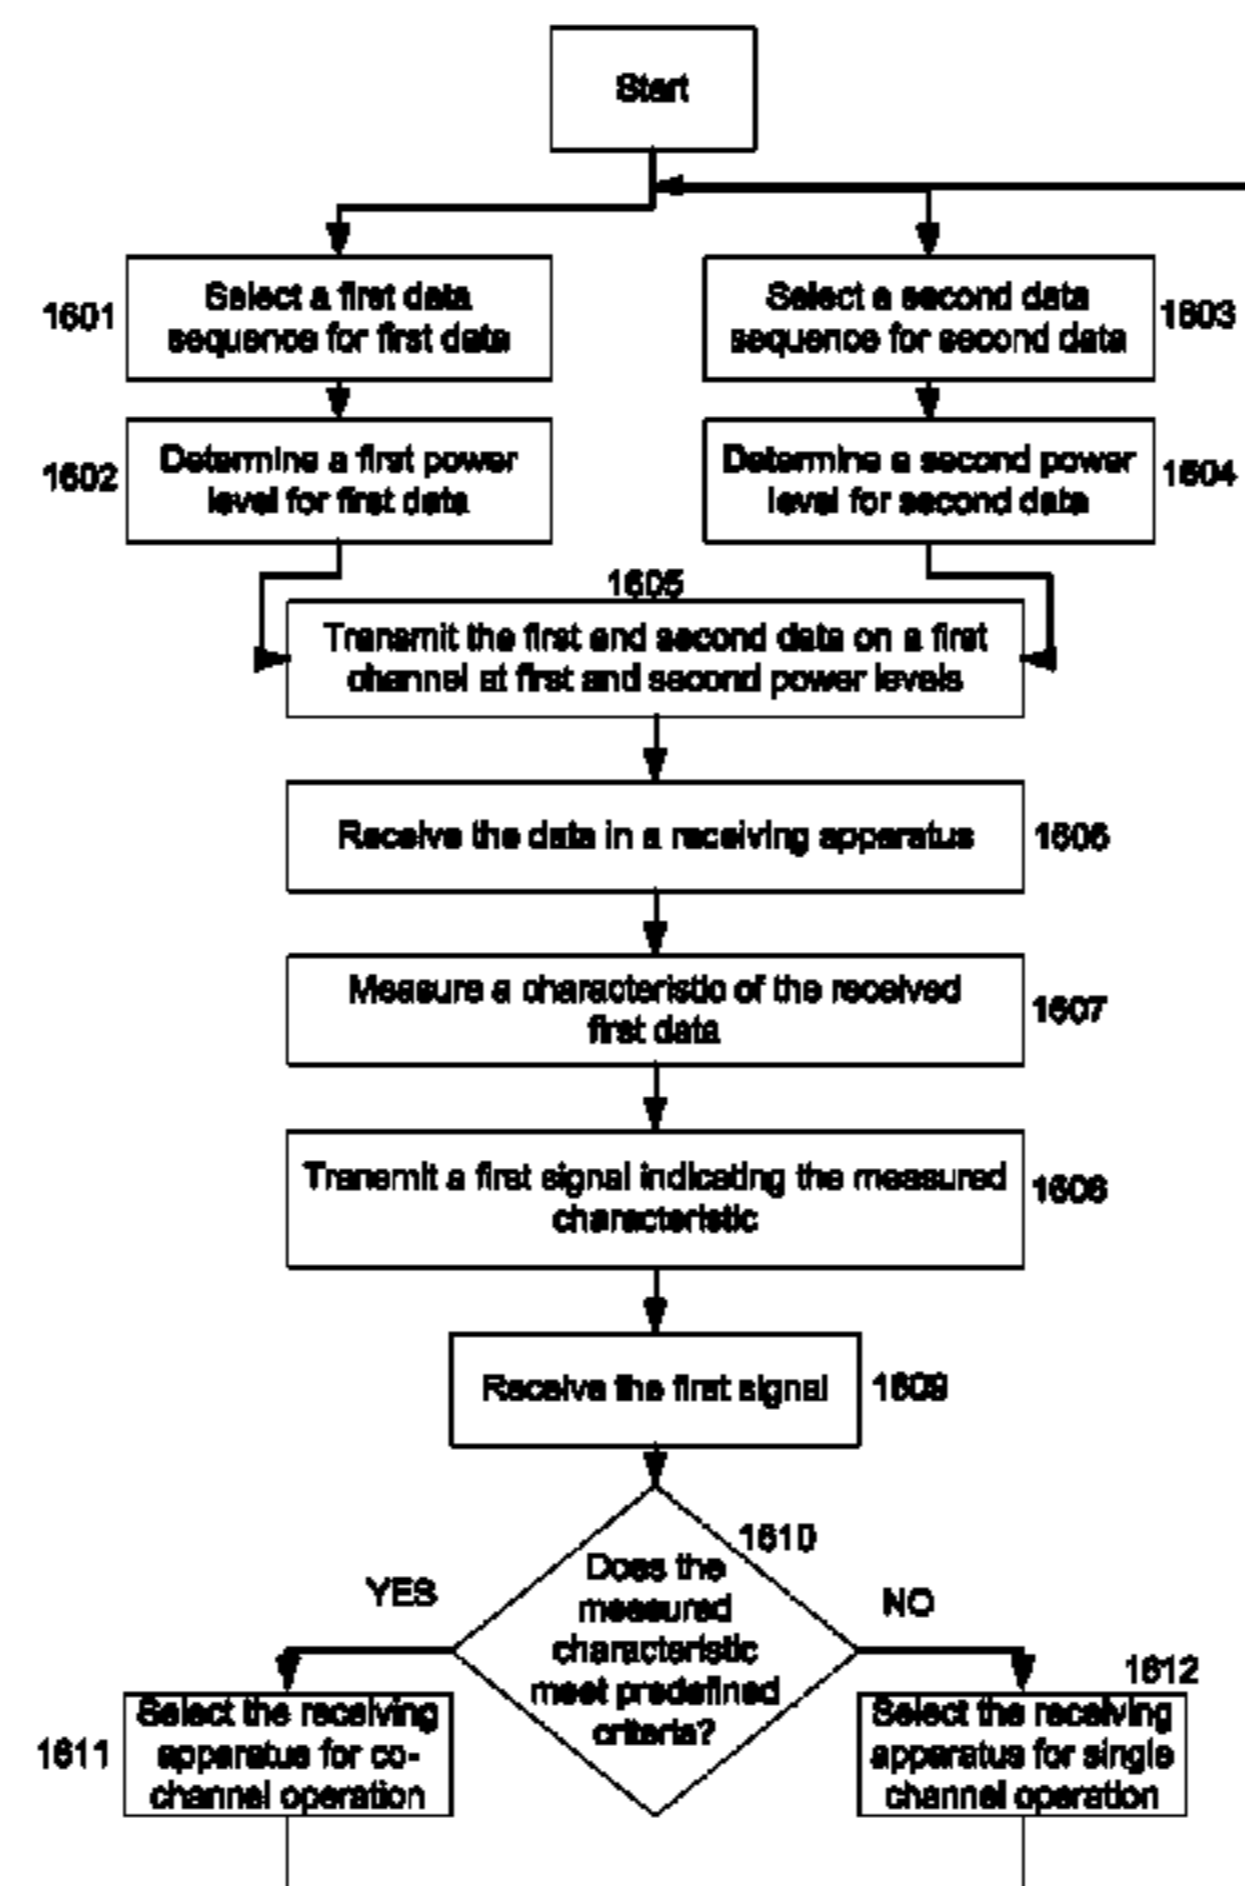 Start
1601
Select a first data
sequence for first data
Select a second data
sequence for second data
1603
1602
Determine a first power
level for first data
Determine a second power
level for second data
1604
1605
Transmit the first and second data on a first
channel at first and second power levels
Receive the data in a receiving apparatus
1606
Measure a characteristic of the received
first data
1607
Transmit a first signal indicating the measured
characteristic
1608
Receive the first signal
1609
1610
Does the
measured
characteristic
meet predefined
criteria?
YES
NO
1611
Select the receiving
apparatus for co-
channel operation
1612
Select the receiving
apparatus for single
channel operation